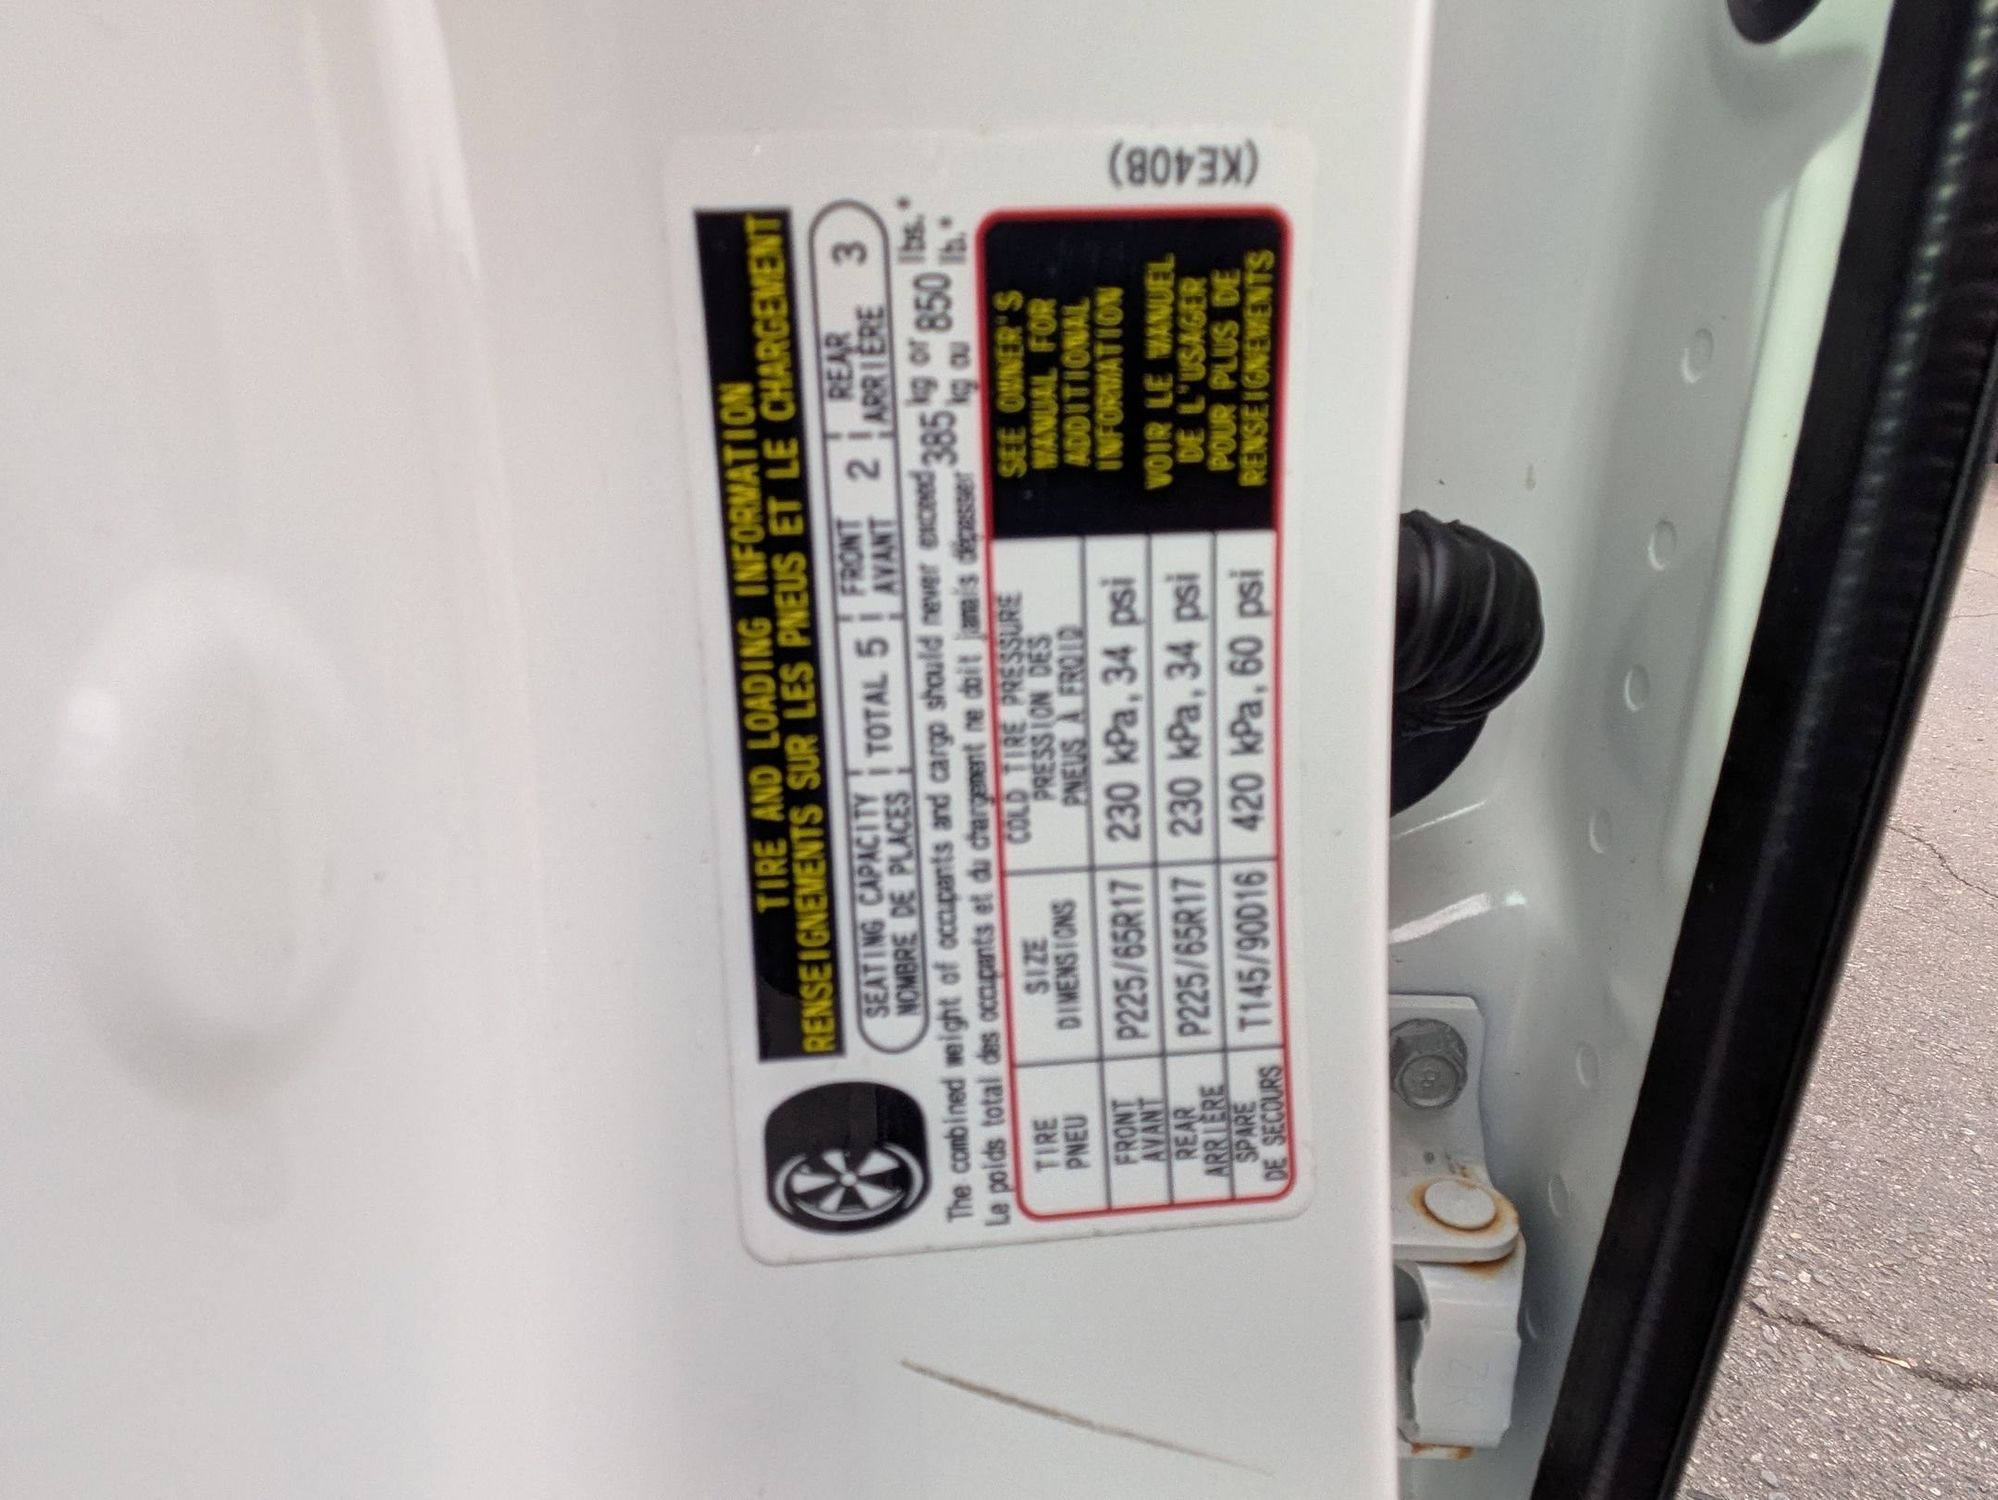 TIRE AND LOADING INFORMATION
RENSEIGNEMENTS SUR LES PNEUS ET LE CHARGEMENT
SEATING CAPACITY TOTAL 5 FRONT 2 REAR 3
NOMBRE DE PLACES AVANT ARRIÈRE
The combined weight of occupants and cargo should never exceed 385 kg or 850 lbs.*
Le poids total des occupants et du chargement ne doit jamais dépasser kg ou lb.*
TIRE SIZE COLD TIRE PRESSURE
PNEU DIMENSIONS PRESSION DES
PNEUS À FROID
FRONT P225/65R17 230 kPa, 34 psi
AVANT
REAR P225/65R17 230 kPa, 34 psi
ARRIÈRE
SPARE T145/90D16 420 kPa, 60 psi
DE SECOURS
SEE OWNER'S
MANUAL FOR
ADDITIONAL
INFORMATION
VOIR LE MANUEL
DE L'USAGER
POUR PLUS DE
RENSEIGNEMENTS
(KE40B)